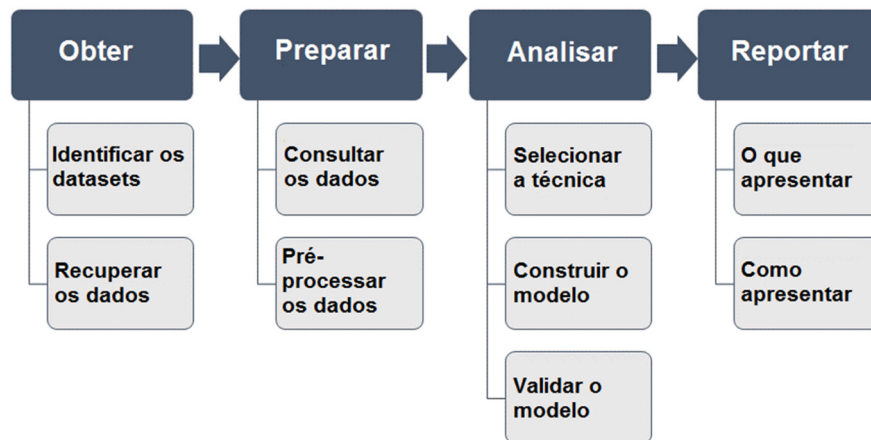 Obter
Preparar
Analisar
Reportar
Identificar os
datasets
Recuperar
os dados
Consultar
os dados
Pré-
processar
os dados
Selecionar
a técnica
Construir o
modelo
Validar o
modelo
O que
apresentar
Como
apresentar